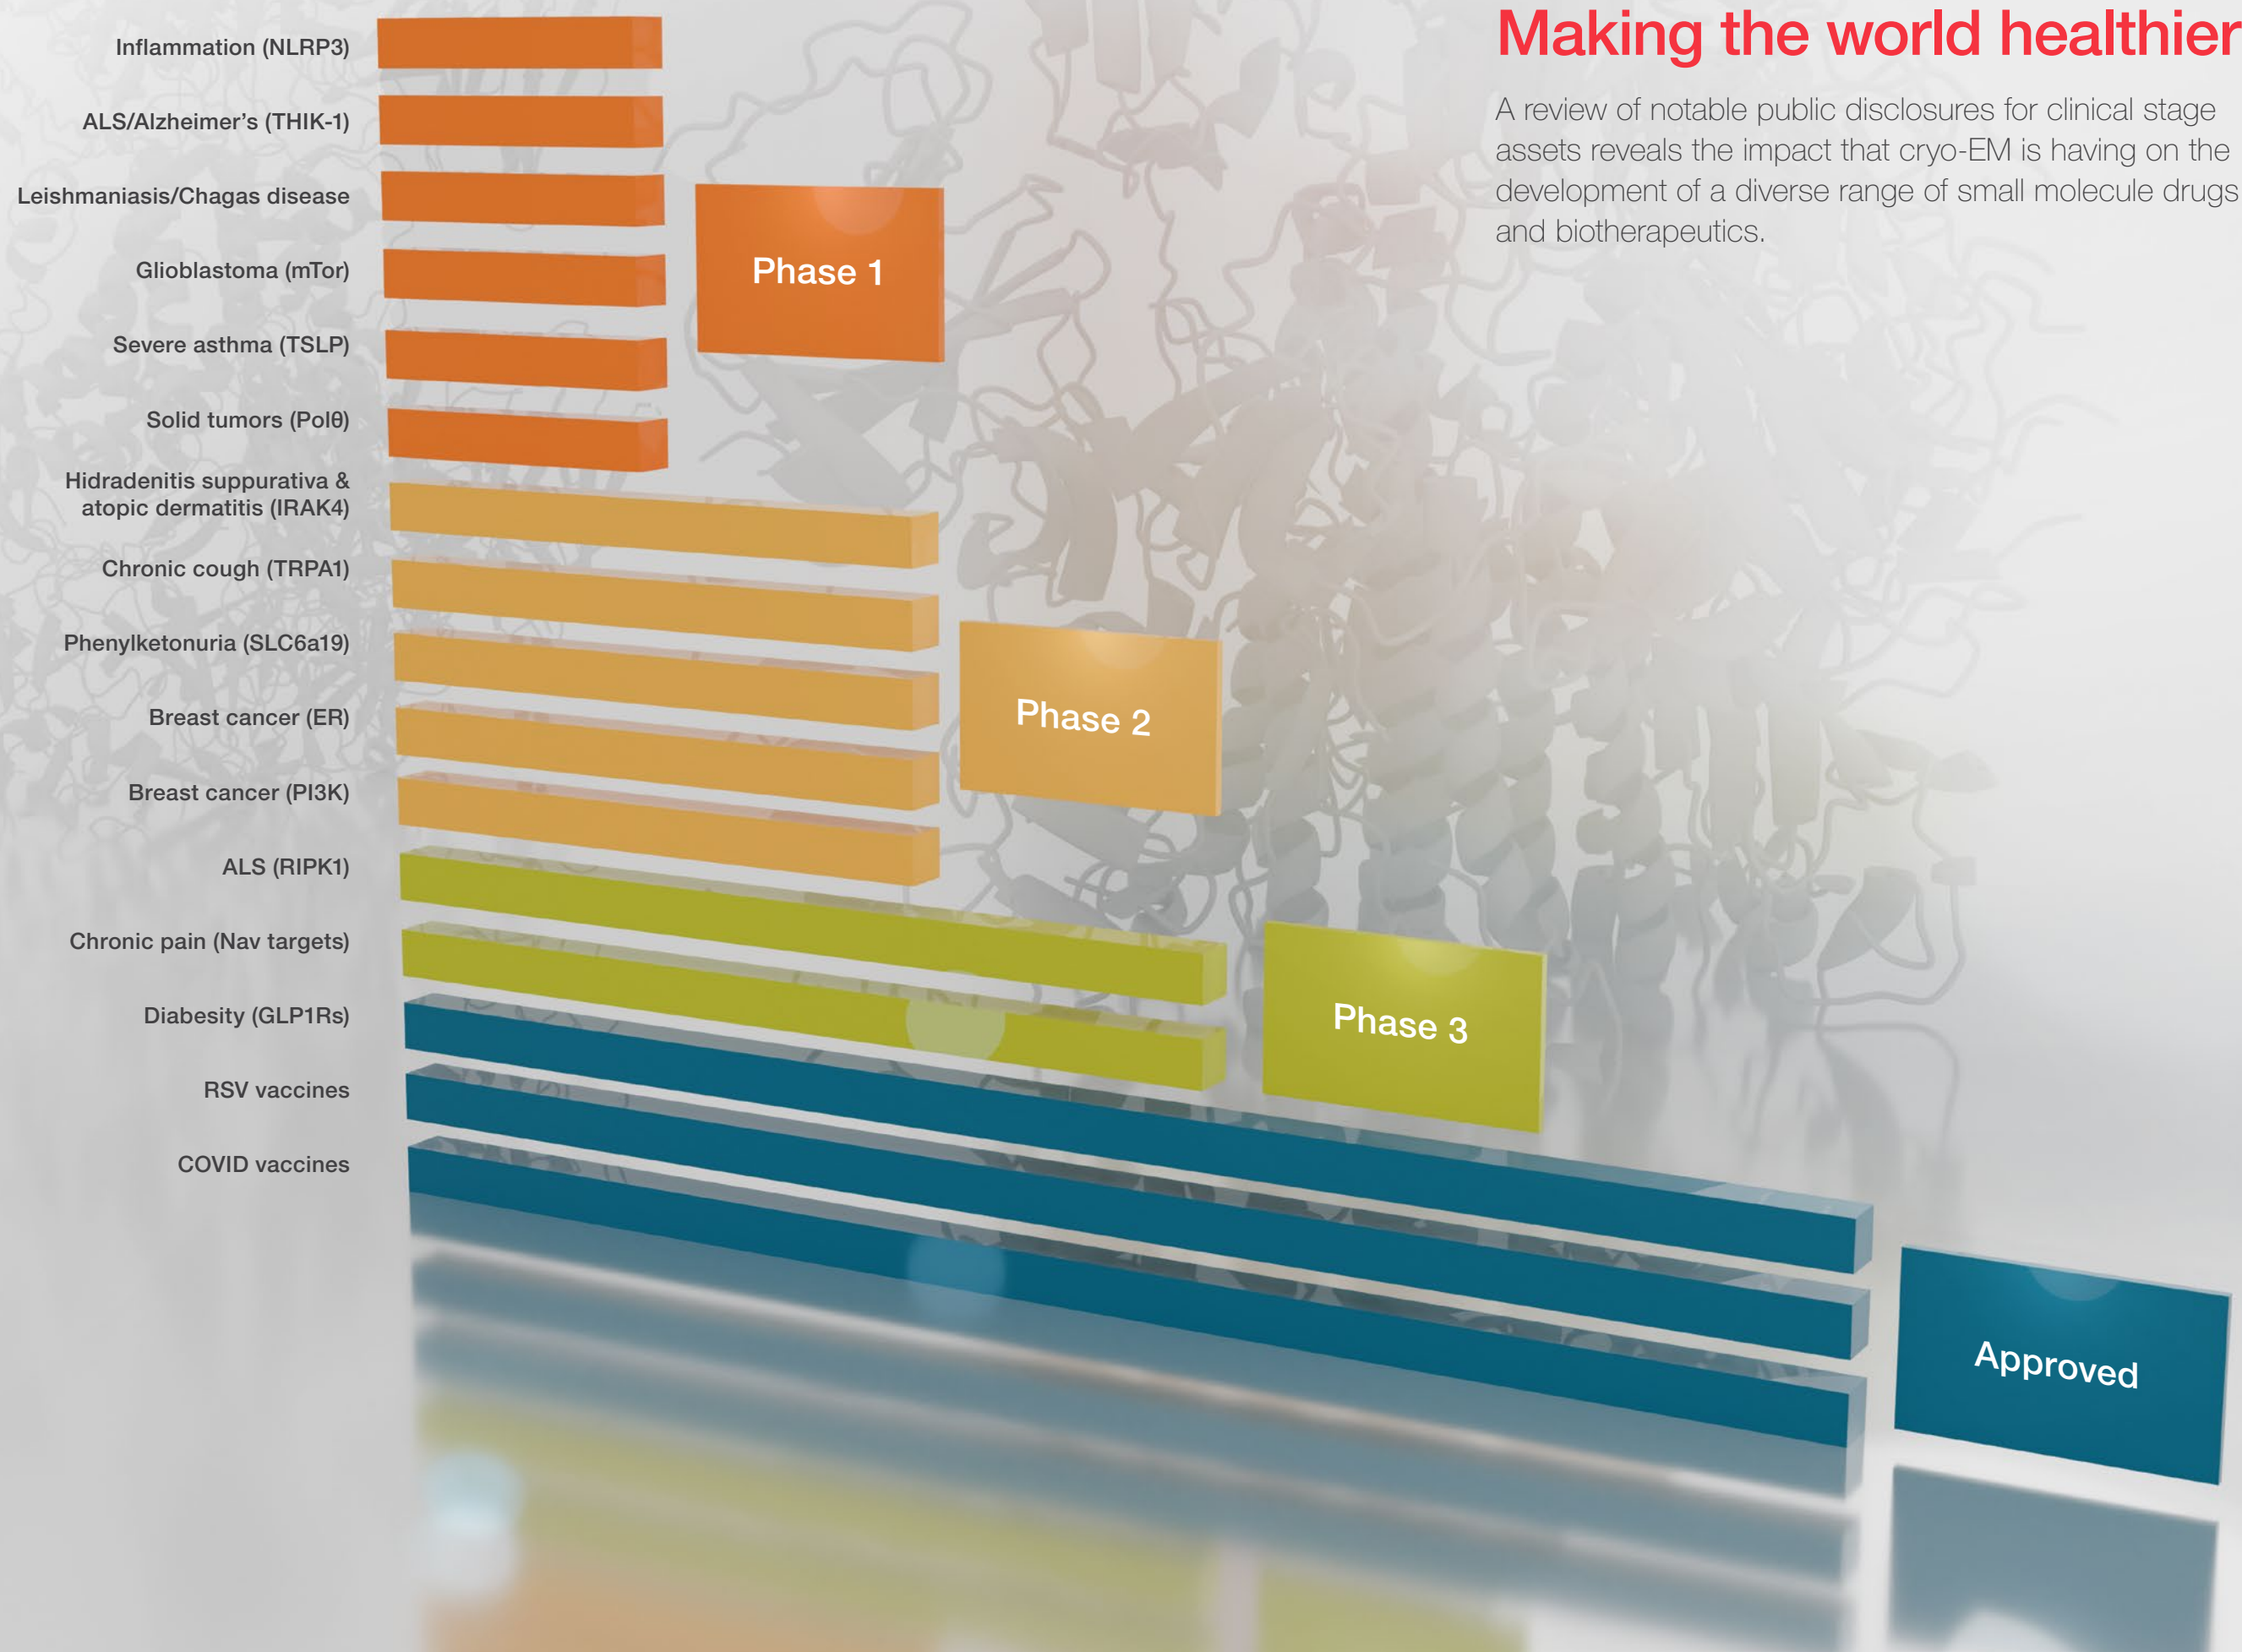 Making the world healthier
A review of notable public disclosures for clinical stage
assets reveals the impact that cryo-EM is having on the
development of a diverse range of small molecule drugs
and biotherapeutics.
Inflammation (NLRP3)
ALS/Alzheimer’s (THIK-1)
Leishmaniasis/Chagas disease
Glioblastoma (mTor)
Severe asthma (TSLP)
Solid tumors (Polθ)
Phase 1
Hidradenitis suppurativa &
atopic dermatitis (IRAK4)
Chronic cough (TRPA1)
Phenylketonuria (SLC6a19)
Breast cancer (ER)
Breast cancer (PI3K)
Phase 2
ALS (RIPK1)
Chronic pain (Nav targets)
Phase 3
Diabesity (GLP1Rs)
RSV vaccines
COVID vaccines
Approved